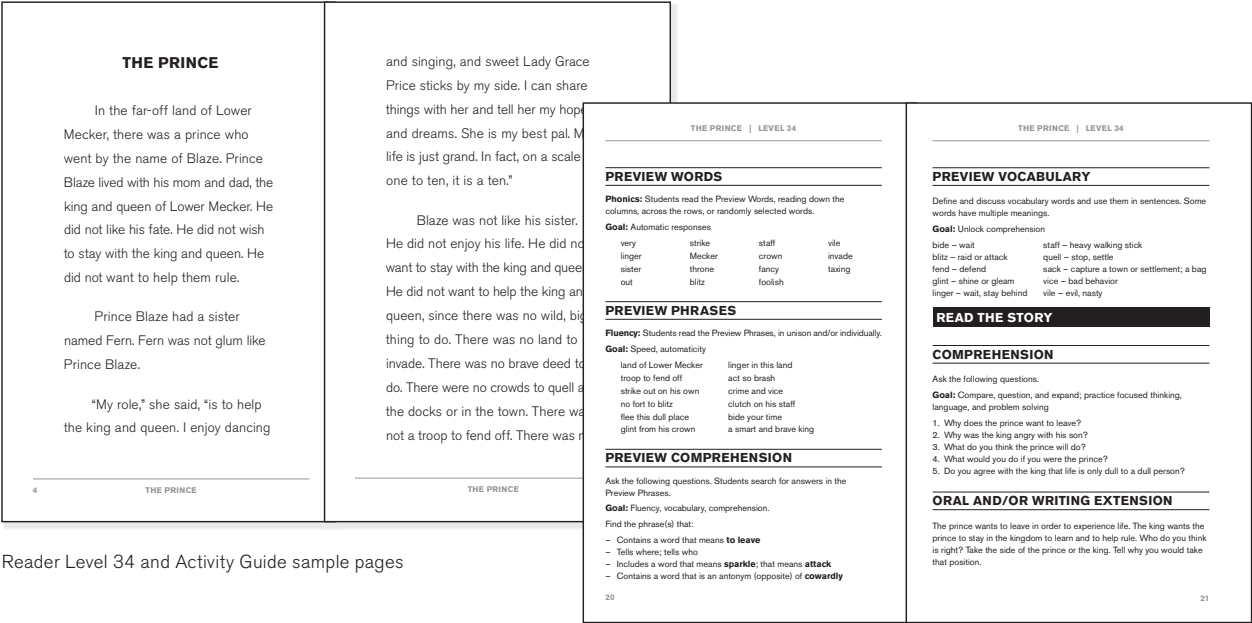 THE PRINCE
In the far-off land of Lower
Mecker, there was a prince who
went by the name of Blaze. Prince
Blaze lived with his mom and dad, the
king and queen of Lower Mecker. He
did not like his fate. He did not wish
to stay with the king and queen. He
did not want to help them rule.
Prince Blaze had a sister
named Fern. Fern was not glum like
Prince Blaze.
“My role,” she said, “is to help
the king and queen. I enjoy dancing
4 THE PRINCE
and singing, and sweet Lady Grace
Price sticks by my side. I can share
things with her and tell her my hope
and dreams. She is my best pal. M
life is just grand. In fact, on a scale
one to ten, it is a ten.”
Blaze was not like his sister.
He did not enjoy his life. He did no
want to stay with the king and quee
He did not want to help the king an
queen, since there was no wild, big
thing to do. There was no land to
invade. There was no brave deed to
do. There were no crowds to quell a
the docks or in the town. There wa
not a troop to fend off. There was r
THE PRINCE
Reader Level 34 and Activity Guide sample pages
THE PRINCE | LEVEL 34
PREVIEW WORDS
Phonics: Students read the Preview Words, reading down the
columns, across the rows, or randomly selected words.
Goal: Automatic responses
very strike staff vile
linger Mecker crown invade
sister throne fancy taxing
out blitz foolish
PREVIEW PHRASES
Fluency: Students read the Preview Phrases, in unison and/or individually.
Goal: Speed, automaticity
land of Lower Mecker linger in this land
troop to fend off act so brash
strike out on his own crime and vice
no fort to blitz clutch on his staff
flee this dull place bide your time
glint from his crown a smart and brave king
PREVIEW COMPREHENSION
Ask the following questions. Students search for answers in the
Preview Phrases.
Goal: Fluency, vocabulary, comprehension.
Find the phrase(s) that:
– Contains a word that means to leave
– Tells where; tells who
– Includes a word that means sparkle; that means attack
– Contains a word that is an antonym (opposite) of cowardly
20
THE PRINCE | LEVEL 34
PREVIEW VOCABULARY
Define and discuss vocabulary words and use them in sentences. Some
words have multiple meanings.
Goal: Unlock comprehension
bide – wait staff – heavy walking stick
blitz – raid or attack quell – stop, settle
fend – defend sack – capture a town or settlement; a bag
glint – shine or gleam vice – bad behavior
linger – wait, stay behind vile – evil, nasty
READ THE STORY
COMPREHENSION
Ask the following questions.
Goal: Compare, question, and expand; practice focused thinking,
language, and problem solving
1. Why does the prince want to leave?
2. Why was the king angry with his son?
3. What do you think the prince will do?
4. What would you do if you were the prince?
5. Do you agree with the king that life is only dull to a dull person?
ORAL AND/OR WRITING EXTENSION
The prince wants to leave in order to experience life. The king wants the
prince to stay in the kingdom to learn and to help rule. Who do you think
is right? Take the side of the prince or the king. Tell why you would take
that position.
21